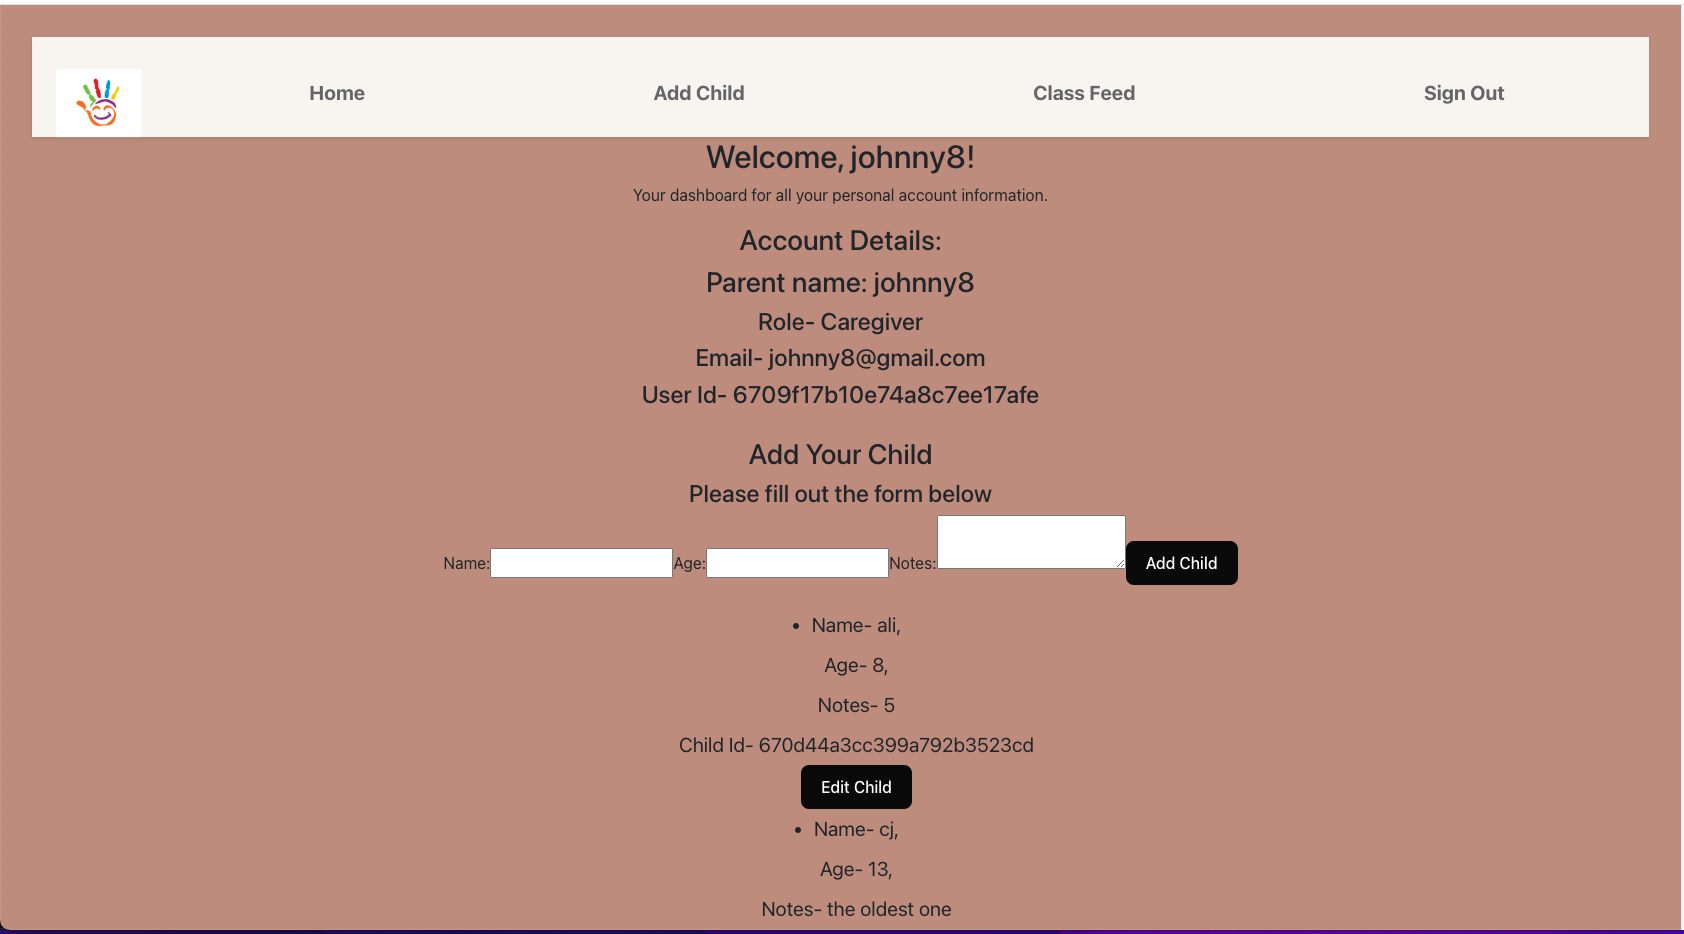 Home Add Child Class Feed Sign Out
Welcome, johnny8!
Your dashboard for all your personal account information.
Account Details:
Parent name: johnny8
Role- Caregiver
Email- johnny8@gmail.com
User Id- 6709f17b10e74a8c7ee17afe
Add Your Child
Please fill out the form below
Name: Age: Notes: Add Child
• Name- ali,
Age- 8,
Notes- 5
Child Id- 670d44a3cc399a792b3523cd
Edit Child
• Name- cj,
Age- 13,
Notes- the oldest one